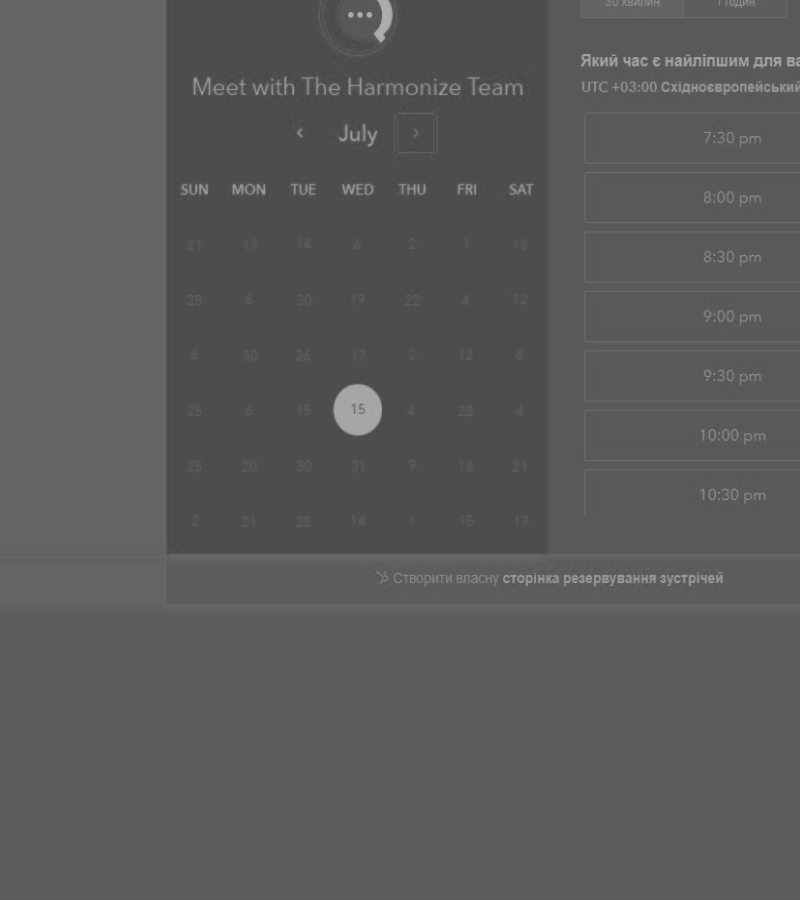 30 хвилин 1 годин
Meet with The Harmonize Team
July
SUN MON TUE WED THU FRI SAT
21 17 14 6 2 1 18
28 6 30 19 22 4 12
6 30 26 17 2 12 6
25 6 15 15 4 28 4
25 20 30 31 9 18 21
2 21 28 14 1 15 17
Який час є найліпшим для
UTC +03:00 Східноєвропейський
7:30 pm
8:00 pm
8:30 pm
9:00 pm
9:30 pm
10:00 pm
10:30 pm
Створити власну сторінка резервування зустрічей